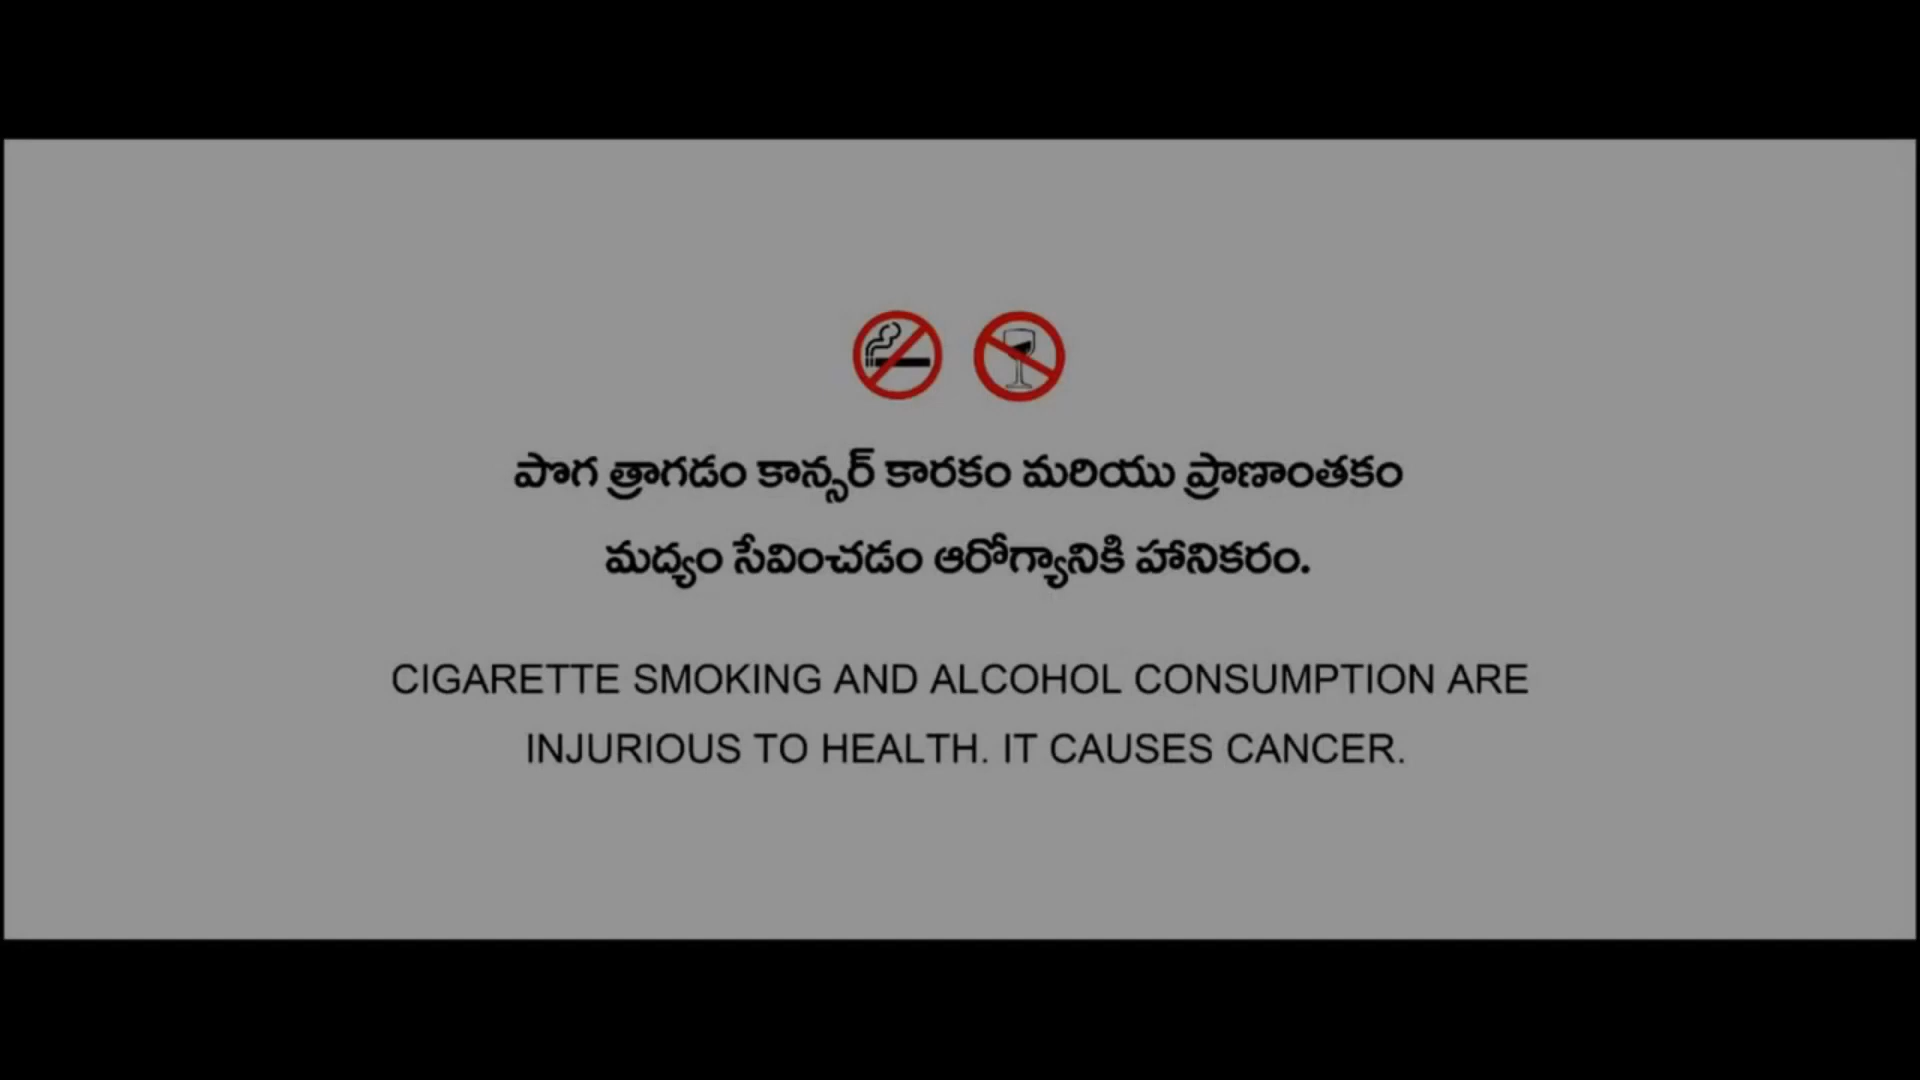 పొగ త్రాగడం కాన్సర్ కారకం మరియు ప్రాణాంతకం
మద్యం సేవించడం ఆరోగ్యానికి హానికరం.
CIGARETTE SMOKING AND ALCOHOL CONSUMPTION ARE
INJURIOUS TO HEALTH. IT CAUSES CANCER.